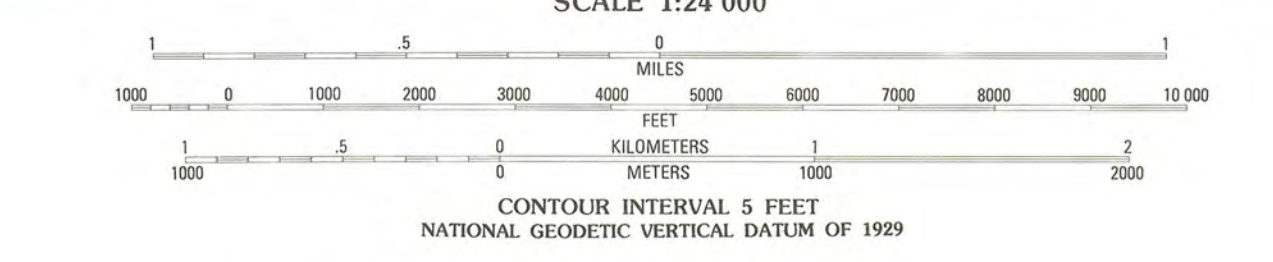 SCALE 1:24 000
1 .5 0 1
MILES
1000 0 1000 2000 3000 4000 5000 6000 7000 8000 9000 10 000
FEET
1 .5 0 KILOMETERS 1 2
1000 0 METERS 1000 2000
CONTOUR INTERVAL 5 FEET
NATIONAL GEODETIC VERTICAL DATUM OF 1929